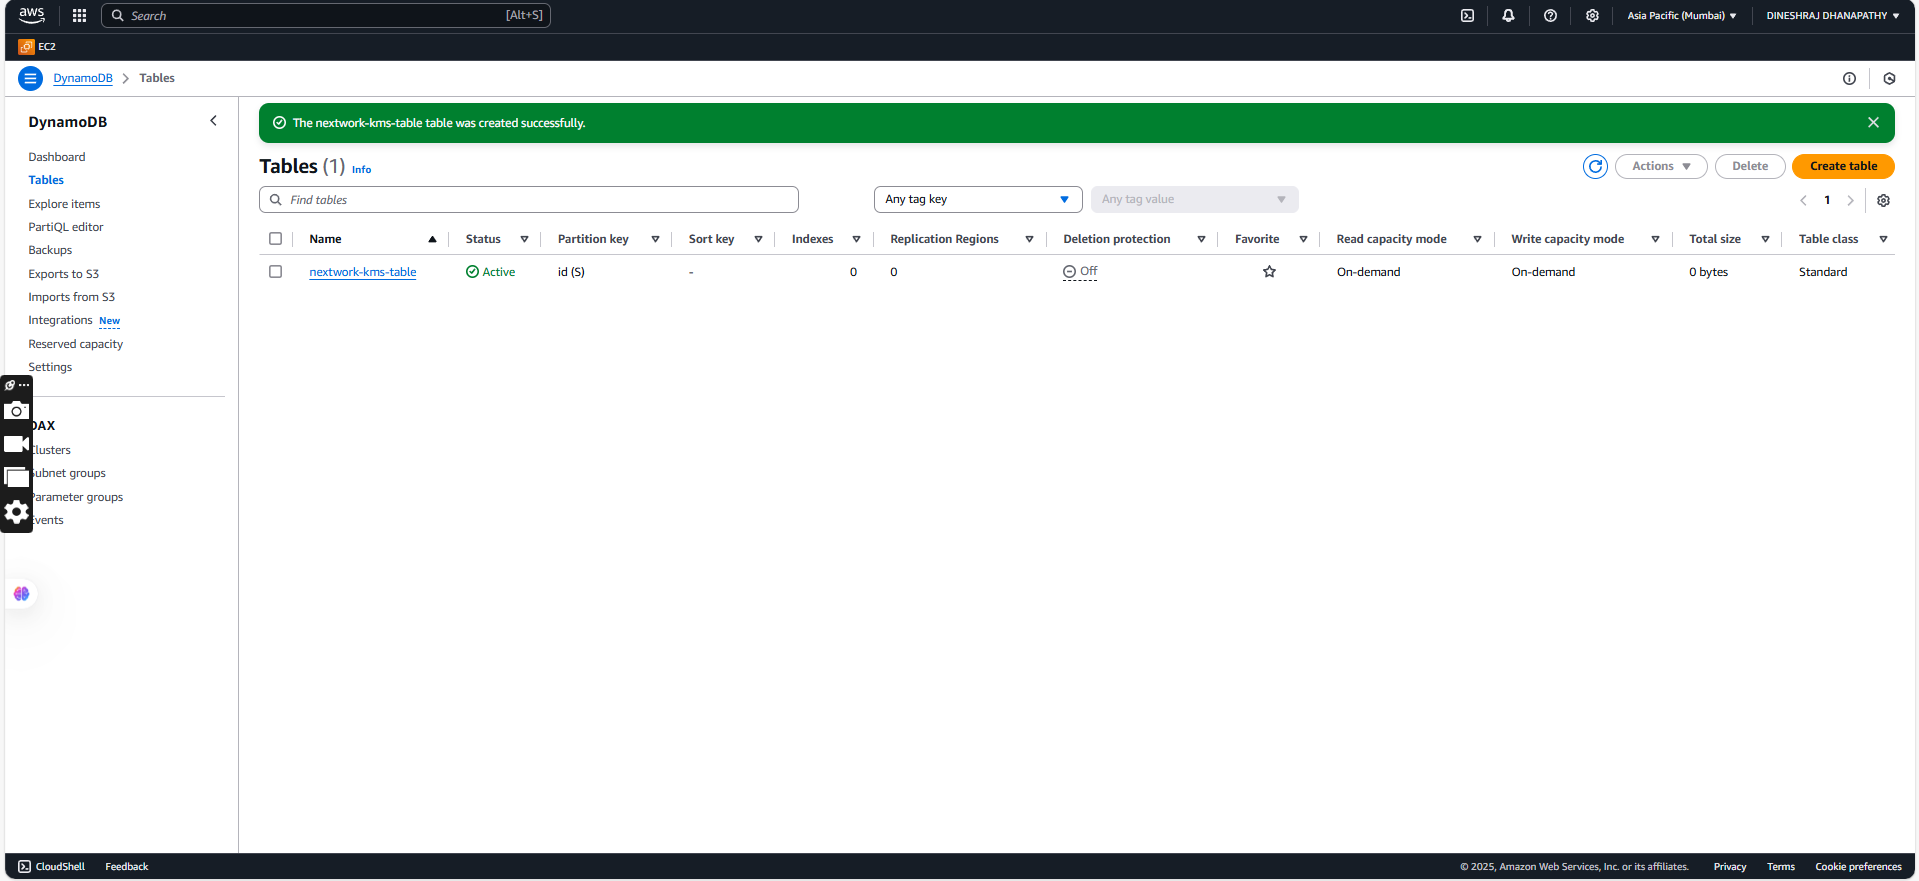 aws Search [Alt+S] Asia Pacific (Mumbai) DINESHRAJ DHANAPATHY
EC2
DynamoDB Tables
DynamoDB
Dashboard
Tables
Explore items
PartiQL editor
Backups
Exports to S3
Imports from S3
Integrations New
Reserved capacity
Settings
DAX
Clusters
Subnet groups
Parameter groups
Events
The nextwork-kms-table table was created successfully.
Tables (1) Info Actions Delete Create table
Find tables Any tag key Any tag value 1
Name Status Partition key Sort key Indexes Replication Regions Deletion protection Favorite Read capacity mode Write capacity mode Total size Table class
nextwork-kms-table Active id (S) - 0 0 Off On-demand On-demand 0 bytes Standard
CloudShell Feedback © 2025, Amazon Web Services, Inc. or its affiliates. Privacy Terms Cookie preferences